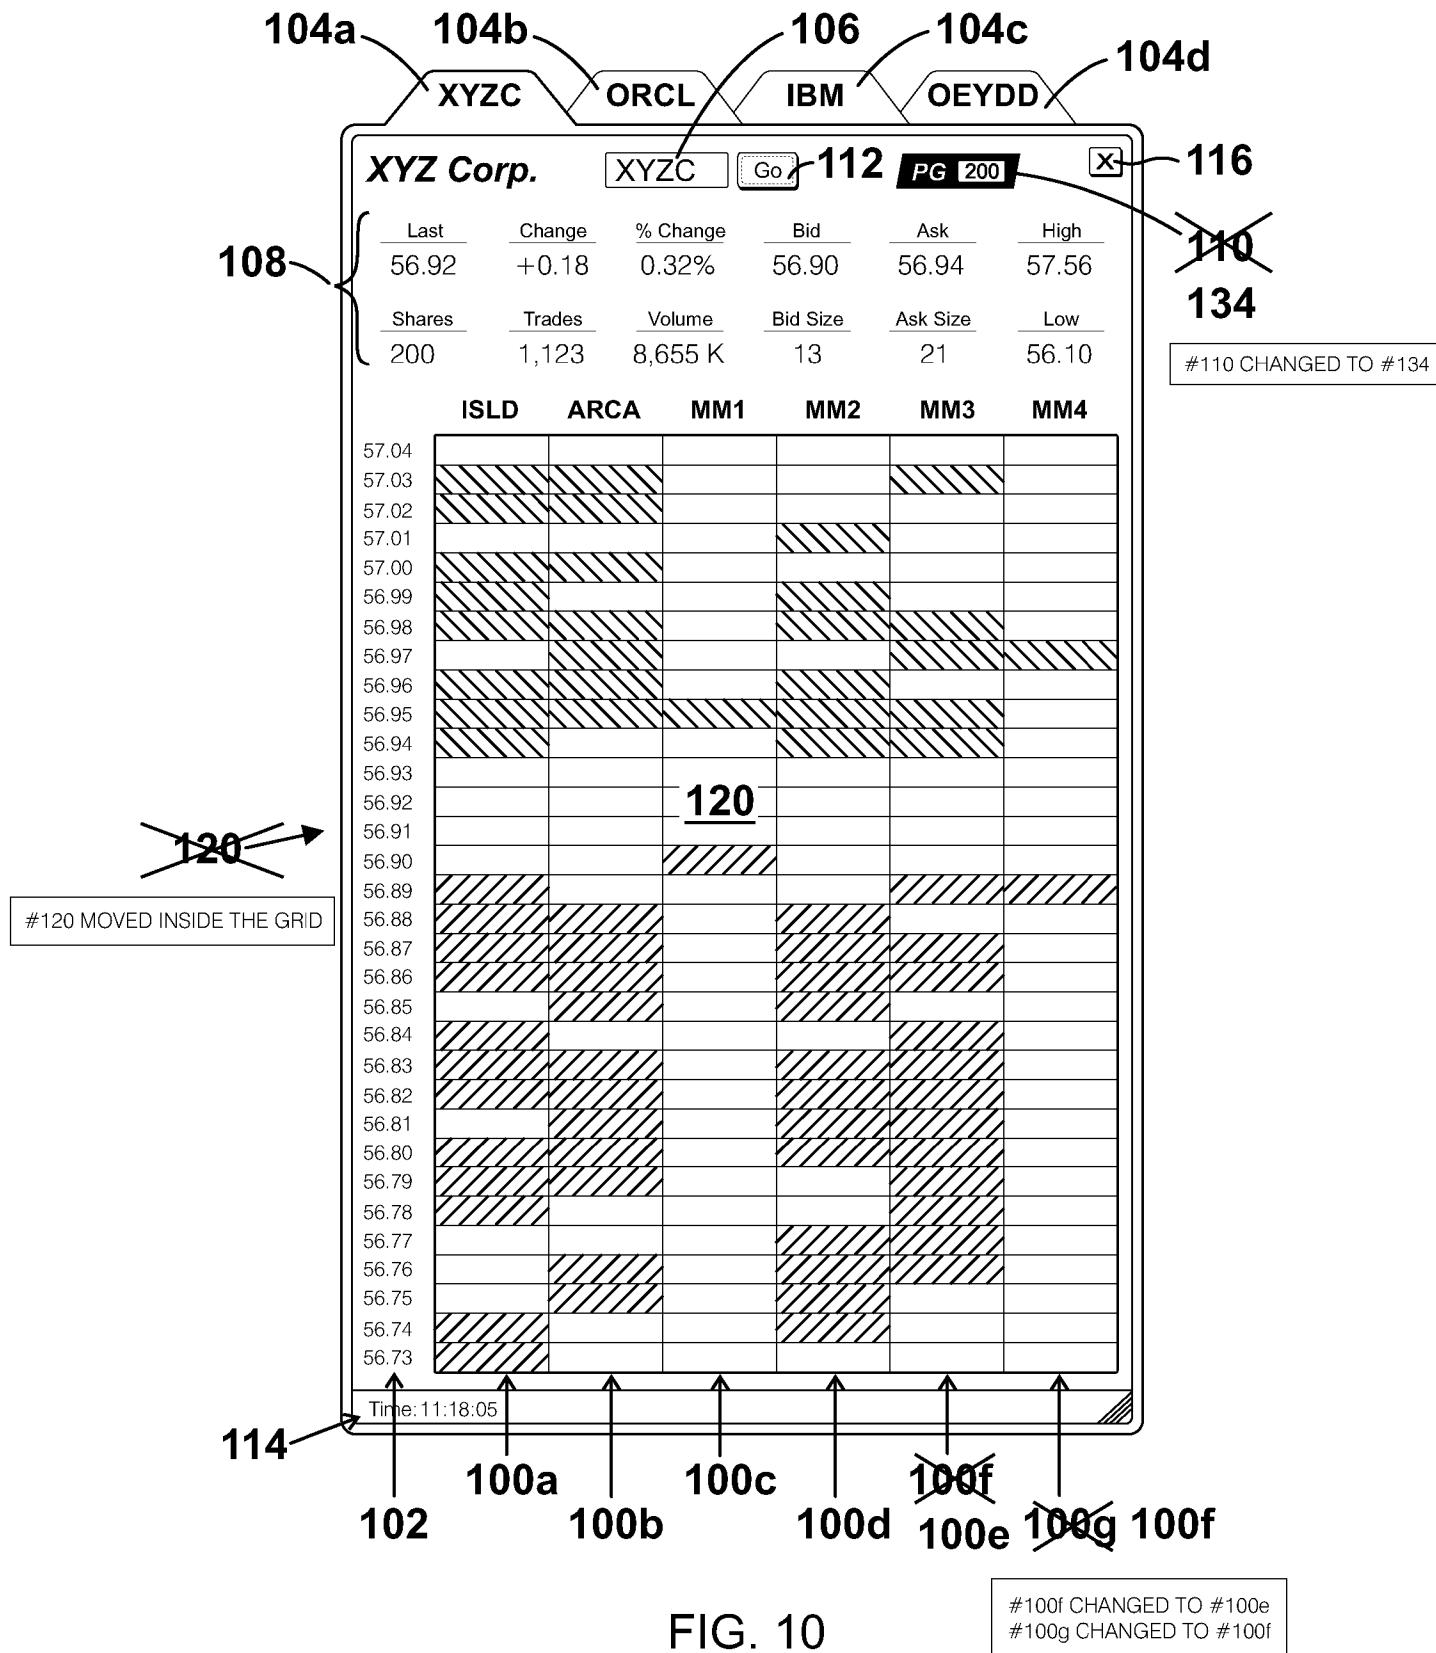 104a 104b 106 104c 104d
XYZC ORCL IBM OEYDD
XYZ Corp. XYZC Go 112 PG 200 X 116
Last Change % Change Bid Ask High
108 56.92 +0.18 0.32% 56.90 56.94 57.56
110
134
Shares Trades Volume Bid Size Ask Size Low
200 1,123 8,655 K 13 21 56.10
#110 CHANGED TO #134
ISLD ARCA MM1 MM2 MM3 MM4
57.04
57.03
57.02
57.01
57.00
56.99
56.98
56.97
56.96
56.95
56.94
56.93
56.92 120
56.91
120
56.90
56.89
#120 MOVED INSIDE THE GRID
56.88
56.87
56.86
56.85
56.84
56.83
56.82
56.81
56.80
56.79
56.78
56.77
56.76
56.75
56.74
56.73
Time: 11:18:05
114
100a 100c 100f
102 100b 100d 100e 100g 100f
#100f CHANGED TO #100e
#100g CHANGED TO #100f
FIG. 10